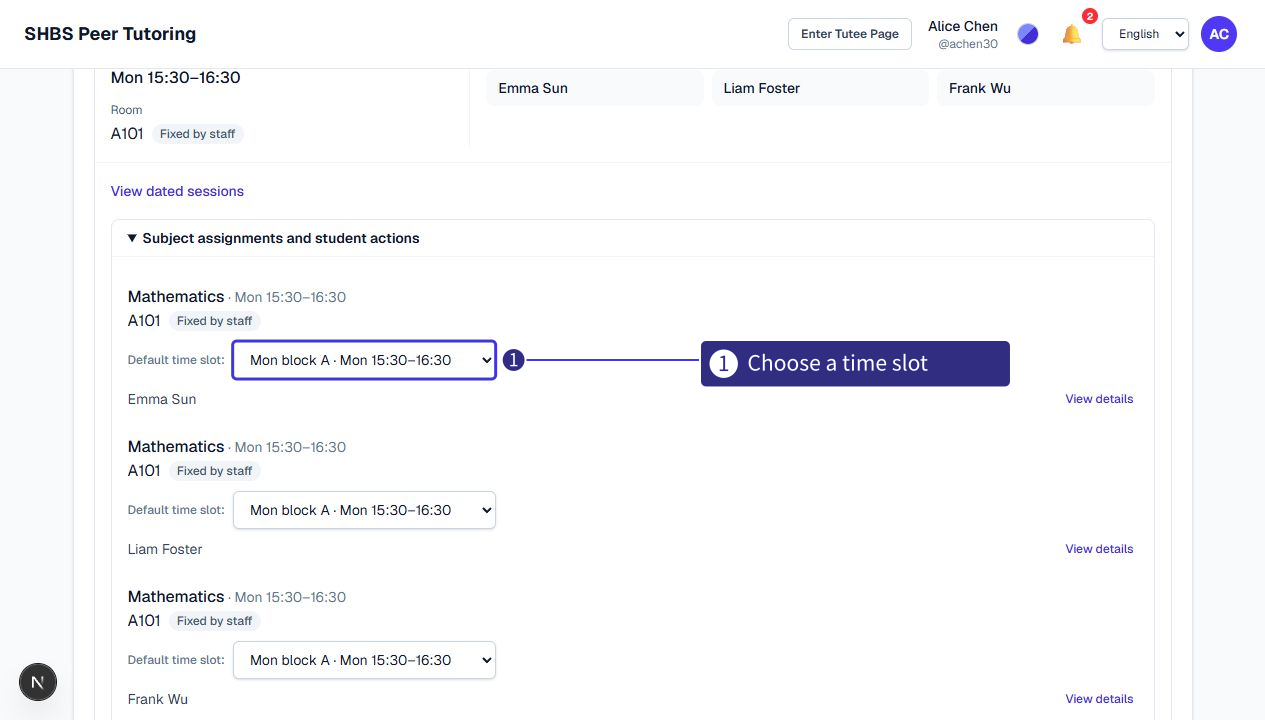 SHBS Peer Tutoring
Enter Tutee Page
Alice Chen
@achen30
2
English
AC
Mon 15:30–16:30
Room
A101 Fixed by staff
Emma Sun
Liam Foster
Frank Wu
View dated sessions
▼ Subject assignments and student actions
Mathematics · Mon 15:30–16:30
A101 Fixed by staff
Default time slot: Mon block A · Mon 15:30–16:30
1
1 Choose a time slot
Emma Sun
View details
Mathematics · Mon 15:30–16:30
A101 Fixed by staff
Default time slot: Mon block A · Mon 15:30–16:30
Liam Foster
View details
Mathematics · Mon 15:30–16:30
A101 Fixed by staff
Default time slot: Mon block A · Mon 15:30–16:30
Frank Wu
View details
N